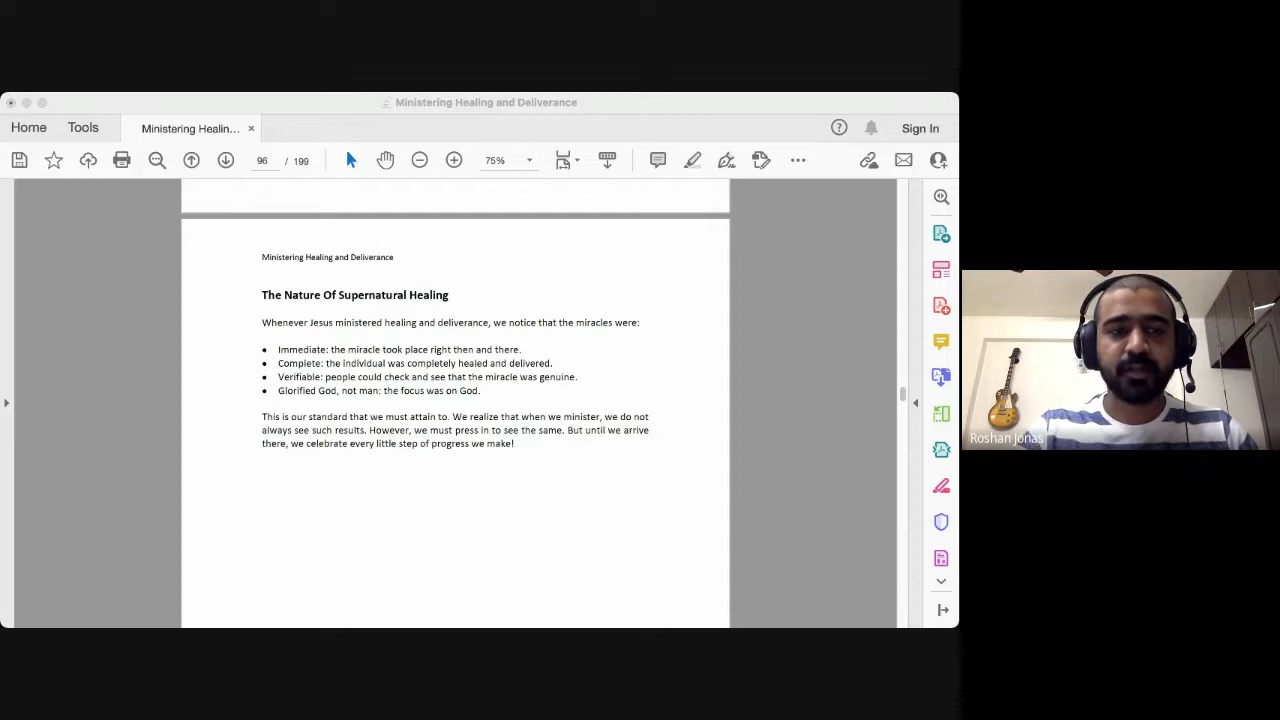 Ministering Healing and Deliverance
Home
Tools
Ministering Healin...
Sign In
96 / 199
75%
Ministering Healing and Deliverance
The Nature Of Supernatural Healing
Whenever Jesus ministered healing and deliverance, we notice that the miracles were:
• Immediate: the miracle took place right then and there.
• Complete: the individual was completely healed and delivered.
• Verifiable: people could check and see that the miracle was genuine.
• Glorified God, not man: the focus was on God.
This is our standard that we must attain to. We realize that when we minister, we do not
always see such results. However, we must press in to see the same. But until we arrive
there, we celebrate every little step of progress we make!
Roshan Jonas